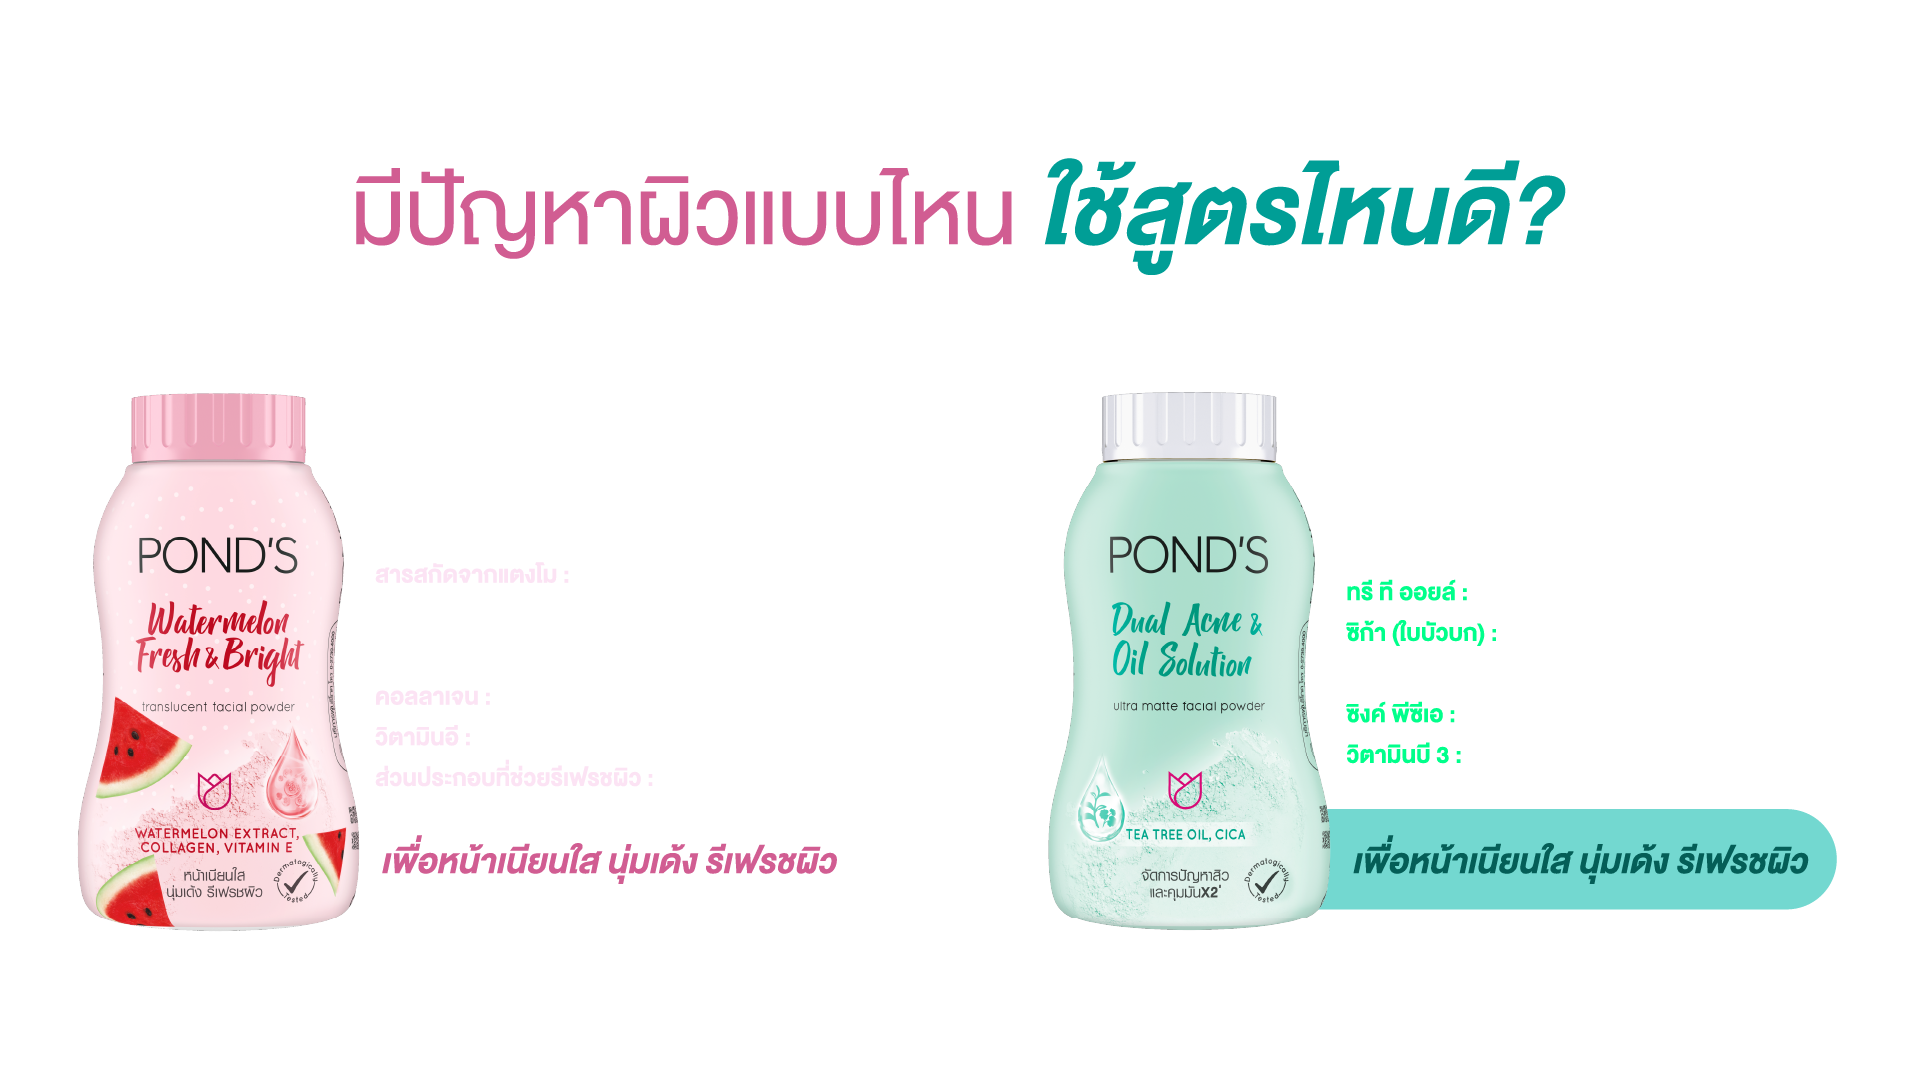 มีปัญหาผิวแบบไหน ใช้สูตรไหนดี?
POND'S
Watermelon
Fresh & Bright
translucent facial powder
WATERMELON EXTRACT,
COLLAGEN, VITAMIN E
หน้าเนียนใส
นุ่มเด้ง รีเฟรชผิว
Dermatologically
Tested
สารสกัดจากแตงโม :
คอลลาเจน :
วิตามินอี :
ส่วนประกอบที่ช่วยรีเฟรชผิว :
เพื่อหน้าเนียนใส นุ่มเด้ง รีเฟรชผิว
POND'S
Dual Acne &
Oil Solution
ultra matte facial powder
TEA TREE OIL, CICA
จัดการปัญหาสิว
และคุมมันX2
Dermatologically
Tested
ทรี ที ออยล์ :
ซิก้า (ใบบัวบก) :
ซิงค์ พีซีเอ :
วิตามินบี 3 :
เพื่อหน้าเนียนใส นุ่มเด้ง รีเฟรชผิว